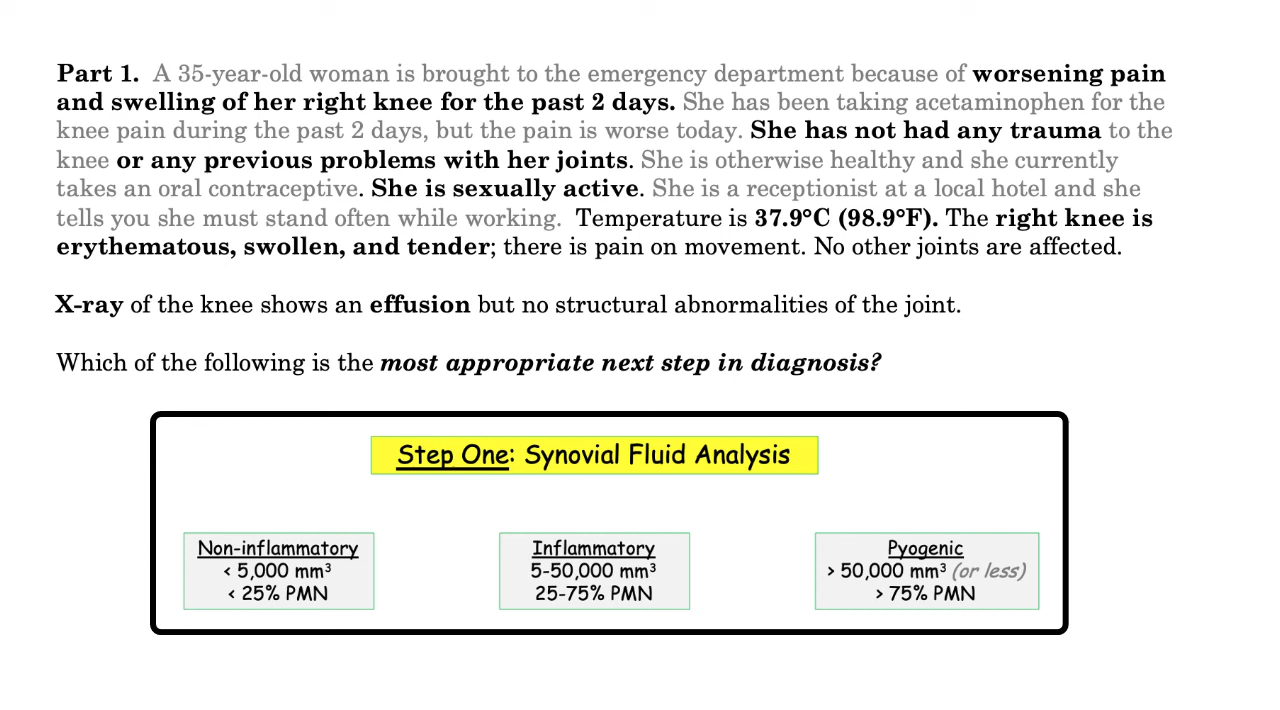 Part 1. A 35-year-old woman is brought to the emergency department because of worsening pain
and swelling of her right knee for the past 2 days. She has been taking acetaminophen for the
knee pain during the past 2 days, but the pain is worse today. She has not had any trauma to the
knee or any previous problems with her joints. She is otherwise healthy and she currently
takes an oral contraceptive. She is sexually active. She is a receptionist at a local hotel and she
tells you she must stand often while working. Temperature is 37.9°C (98.9°F). The right knee is
erythematous, swollen, and tender; there is pain on movement. No other joints are affected.
X-ray of the knee shows an effusion but no structural abnormalities of the joint.
Which of the following is the most appropriate next step in diagnosis?
Step One: Synovial Fluid Analysis
Non-inflammatory
< 5,000 mm³
< 25% PMN
Inflammatory
5-50,000 mm³
25-75% PMN
Pyogenic
> 50,000 mm³ (or less)
> 75% PMN